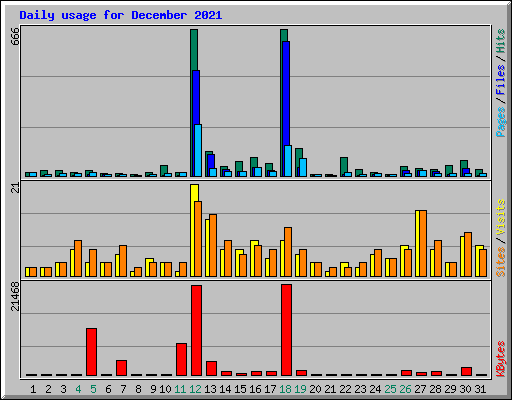 Daily usage for December 2021
666
Pages / Files / Hits
21
Sites / Visits
21468
KBytes
1 2 3 4 5 6 7 8 9 10 11 12 13 14 15 16 17 18 19 20 21 22 23 24 25 26 27 28 29 30 31